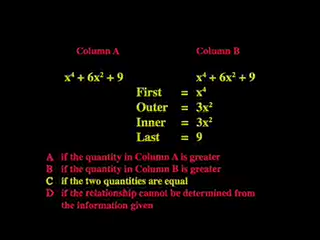 Column A Column B
x⁴ + 6x² + 9 x⁴ + 6x² + 9
First = x⁴
Outer = 3x²
Inner = 3x²
Last = 9
A if the quantity in Column A is greater
B if the quantity in Column B is greater
C if the two quantities are equal
D if the relationship cannot be determined from
the information given